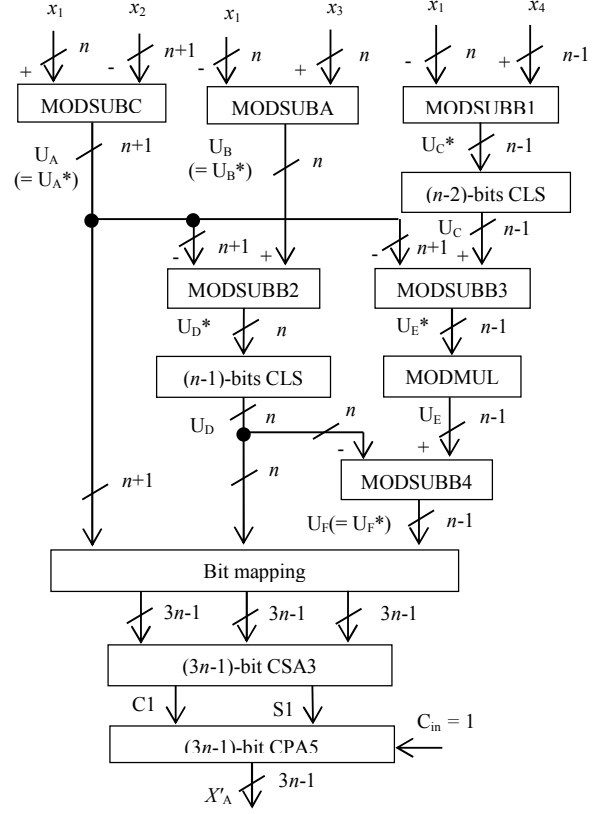 x1 x2 x1 x3 x1 x4
n n+1 n n n n-1
+ - - + - +
MODSUBC MODSUBA MODSUBB1
UA n+1 UB n UC* n-1
(= UA*) (= UB*)
(n-2)-bits CLS
UC n-1
- n+1 + - n+1 +
MODSUBB2 MODSUBB3
UD* n UE* n-1
(n-1)-bits CLS MODMUL
UD n n UE n-1
- +
n+1 n MODSUBB4
UF(= UF*) n-1
Bit mapping
3n-1 3n-1 3n-1
(3n-1)-bit CSA3
C1 S1 Cin = 1
(3n-1)-bit CPA5
X'A 3n-1